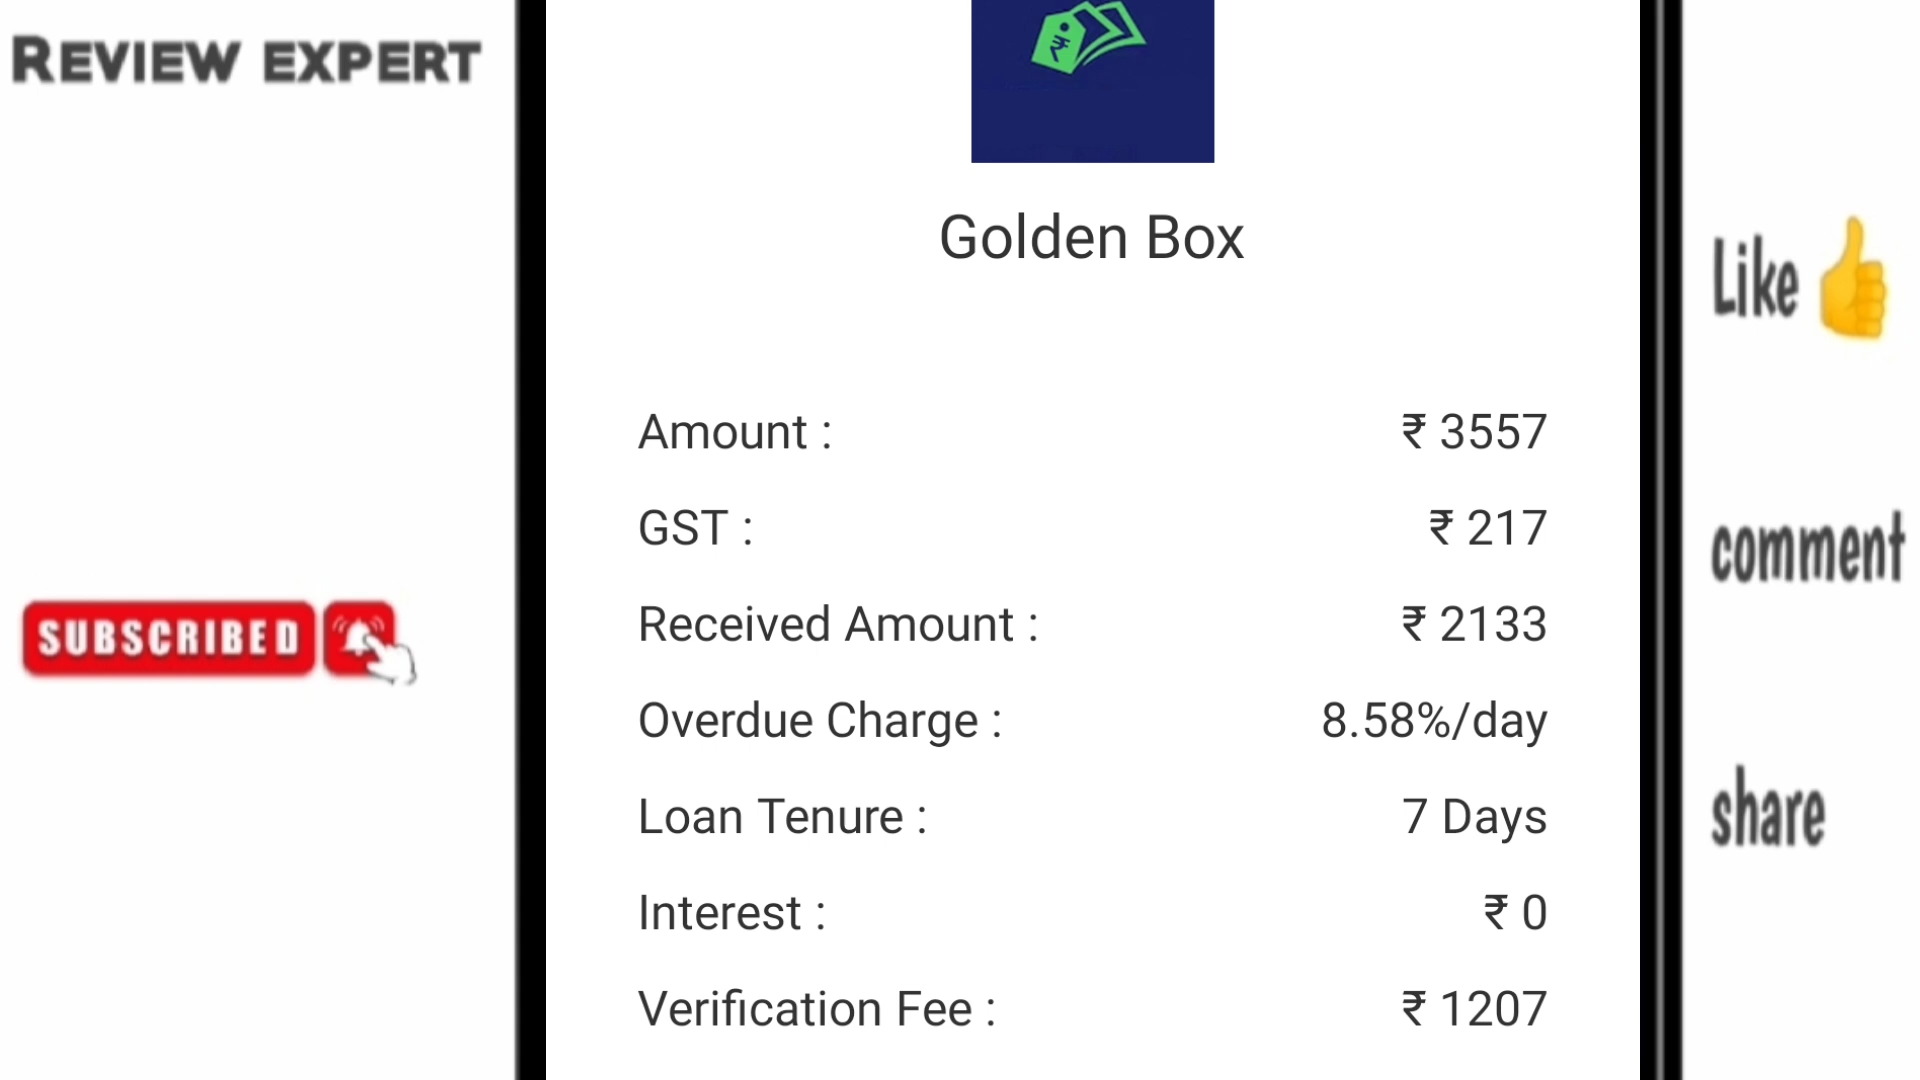 REVIEW EXPERT
₹
Golden Box
Amount : ₹ 3557
GST : ₹ 217
Received Amount : ₹ 2133
Overdue Charge : 8.58%/day
Loan Tenure : 7 Days
Interest : ₹ 0
Verification Fee : ₹ 1207
SUBSCRIBED
Like
comment
share